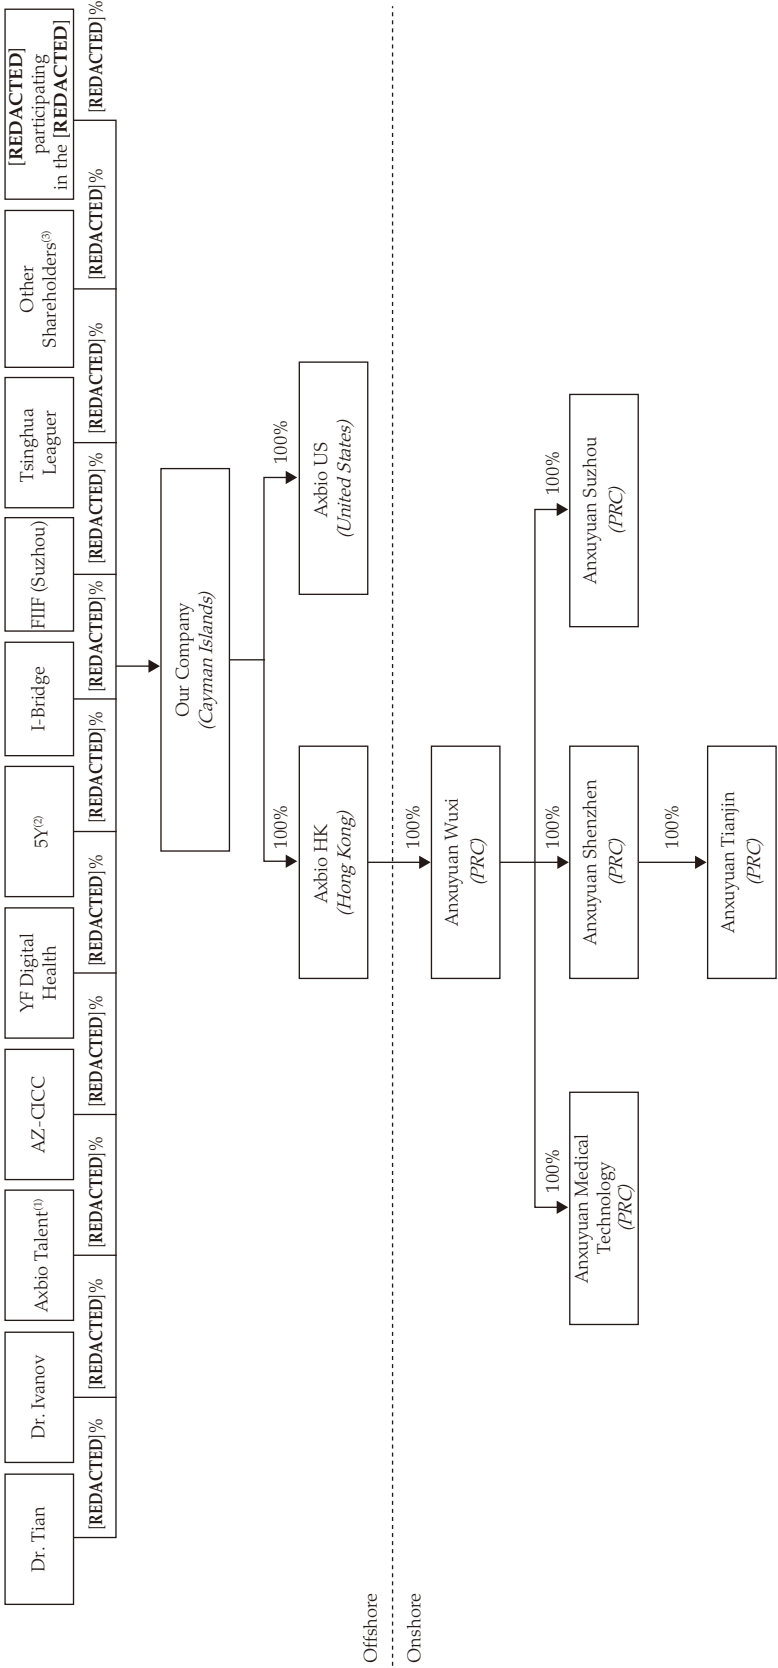 Dr. Tian
Dr. Ivanov
Axbio Talent(1)
AZ-CICC
YF Digital
Health
5Y(2)
I-Bridge
FIIF (Suzhou)
Tsinghua
Leaguer
Other
Shareholders(3)
[REDACTED]
participating
in the [REDACTED]
[REDACTED]%
[REDACTED]%
[REDACTED]%
[REDACTED]%
[REDACTED]%
[REDACTED]%
[REDACTED]%
[REDACTED]%
[REDACTED]%
[REDACTED]%
[REDACTED]%
Our Company
(Cayman Islands)
100%
100%
Axbio HK
(Hong Kong)
Axbio US
(United States)
Offshore
Onshore
100%
Anxuyuan Wuxi
(PRC)
100%
100%
100%
Anxuyuan Medical
Technology
(PRC)
Anxuyuan Shenzhen
(PRC)
Anxuyuan Suzhou
(PRC)
100%
Anxuyuan Tianjin
(PRC)